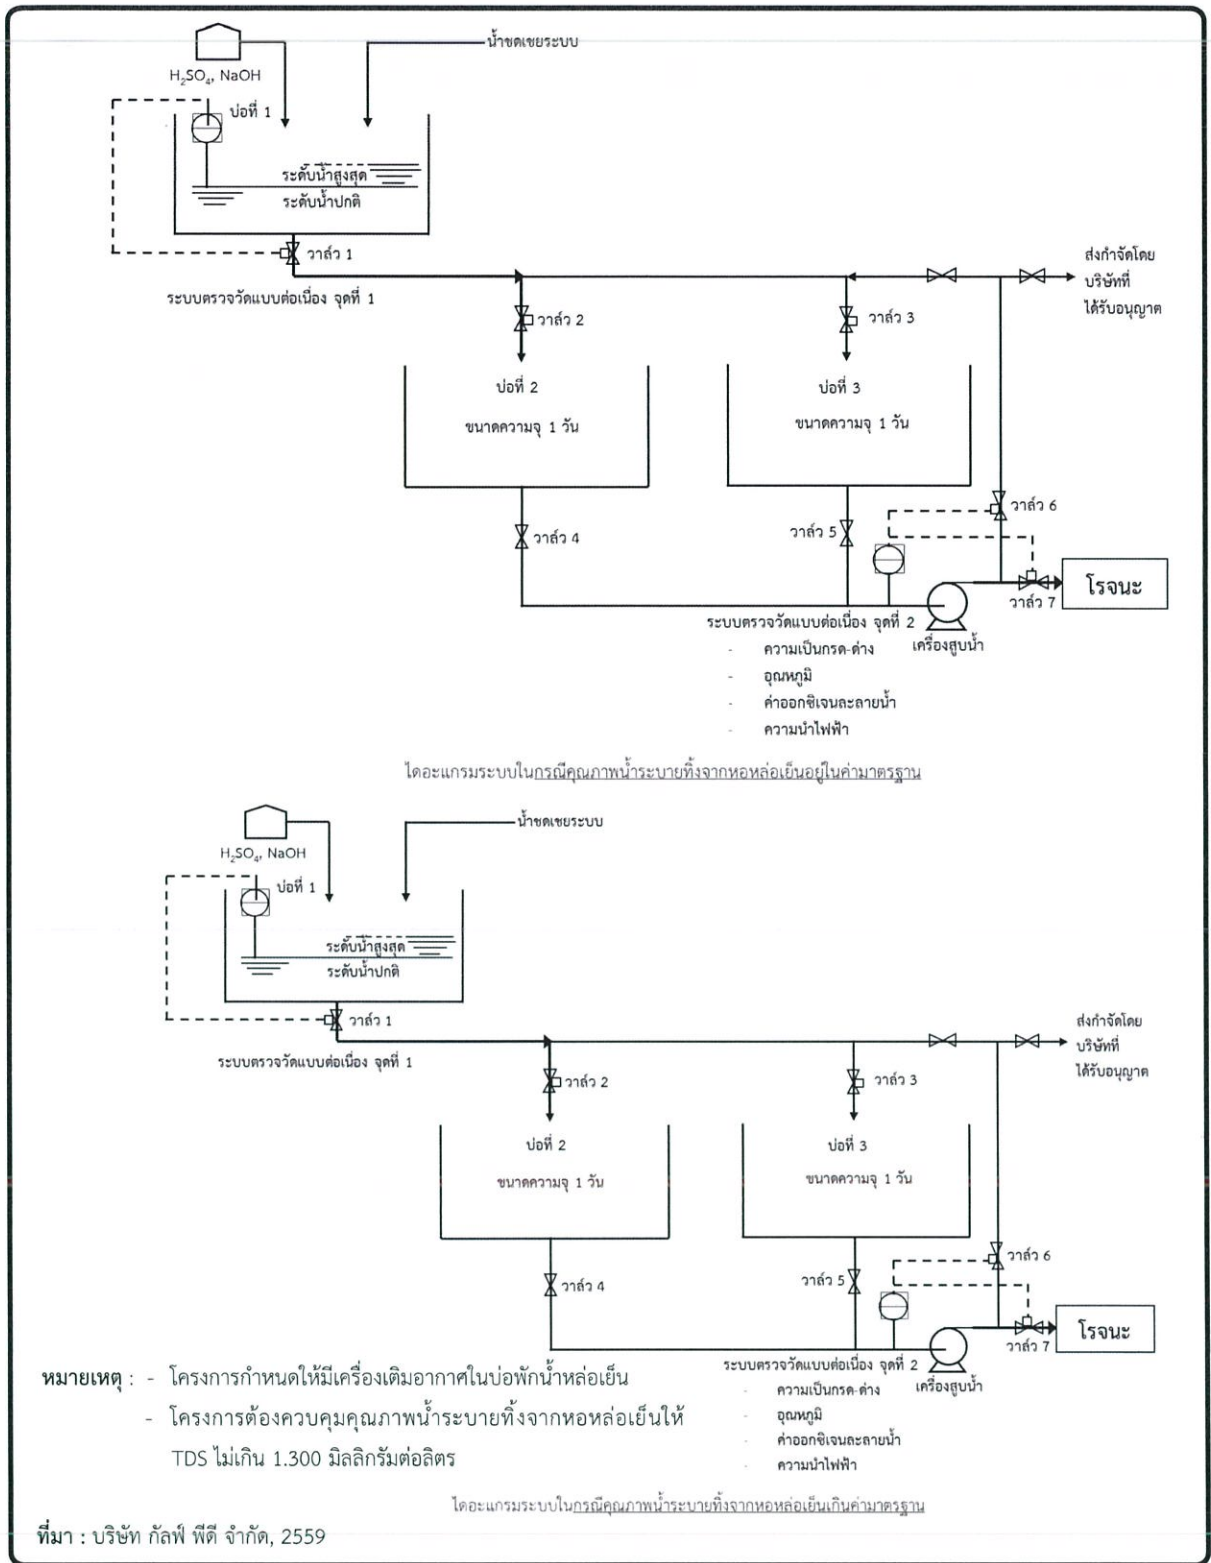 น้ำชดเชยระบบ
H₂SO₄, NaOH
บ่อที่ 1
ระดับน้ำสูงสุด
ระดับน้ำปกติ
วาล์ว 1
ระบบตรวจวัดแบบต่อเนื่อง จุดที่ 1
ส่งกำจัดโดย
บริษัทที่
ได้รับอนุญาต
วาล์ว 2
วาล์ว 3
บ่อที่ 2
ขนาดความจุ 1 วัน
บ่อที่ 3
ขนาดความจุ 1 วัน
วาล์ว 4
วาล์ว 5
วาล์ว 6
วาล์ว 7
โรจนะ
ระบบตรวจวัดแบบต่อเนื่อง จุดที่ 2
เครื่องสูบน้ำ
- ความเป็นกรด-ด่าง
- อุณหภูมิ
- ค่าออกซิเจนละลายน้ำ
- ความนำไฟฟ้า
ไดอะแกรมระบบในกรณีคุณภาพน้ำระบายทิ้งจากหอหล่อเย็นอยู่ในค่ามาตรฐาน
น้ำชดเชยระบบ
H₂SO₄, NaOH
บ่อที่ 1
ระดับน้ำสูงสุด
ระดับน้ำปกติ
วาล์ว 1
ระบบตรวจวัดแบบต่อเนื่อง จุดที่ 1
ส่งกำจัดโดย
บริษัทที่
ได้รับอนุญาต
วาล์ว 2
วาล์ว 3
บ่อที่ 2
ขนาดความจุ 1 วัน
บ่อที่ 3
ขนาดความจุ 1 วัน
วาล์ว 4
วาล์ว 5
วาล์ว 6
วาล์ว 7
โรจนะ
ระบบตรวจวัดแบบต่อเนื่อง จุดที่ 2
เครื่องสูบน้ำ
- ความเป็นกรด-ด่าง
- อุณหภูมิ
- ค่าออกซิเจนละลายน้ำ
- ความนำไฟฟ้า
หมายเหตุ : - โครงการกำหนดให้มีเครื่องเติมอากาศในบ่อพักน้ำหล่อเย็น
- โครงการต้องควบคุมคุณภาพน้ำระบายทิ้งจากหอหล่อเย็นให้
TDS ไม่เกิน 1.300 มิลลิกรัมต่อลิตร
ไดอะแกรมระบบในกรณีคุณภาพน้ำระบายทิ้งจากหอหล่อเย็นเกินค่ามาตรฐาน
ที่มา : บริษัท กัลฟ์ พีดี จำกัด, 2559